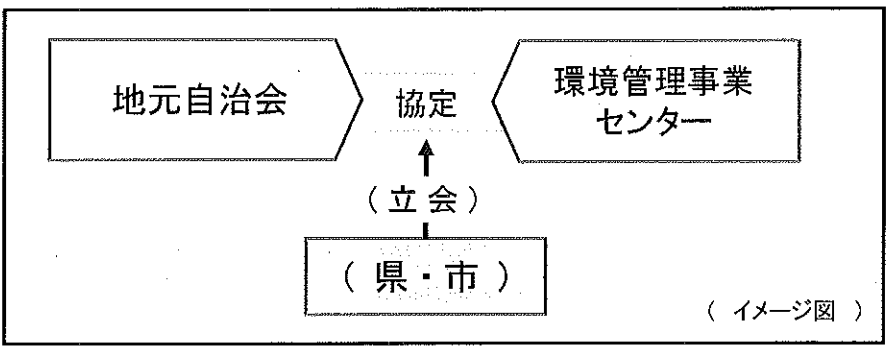 地元自治会
協定
環境管理事業
センター
（立会）
（県・市）
（イメージ図）